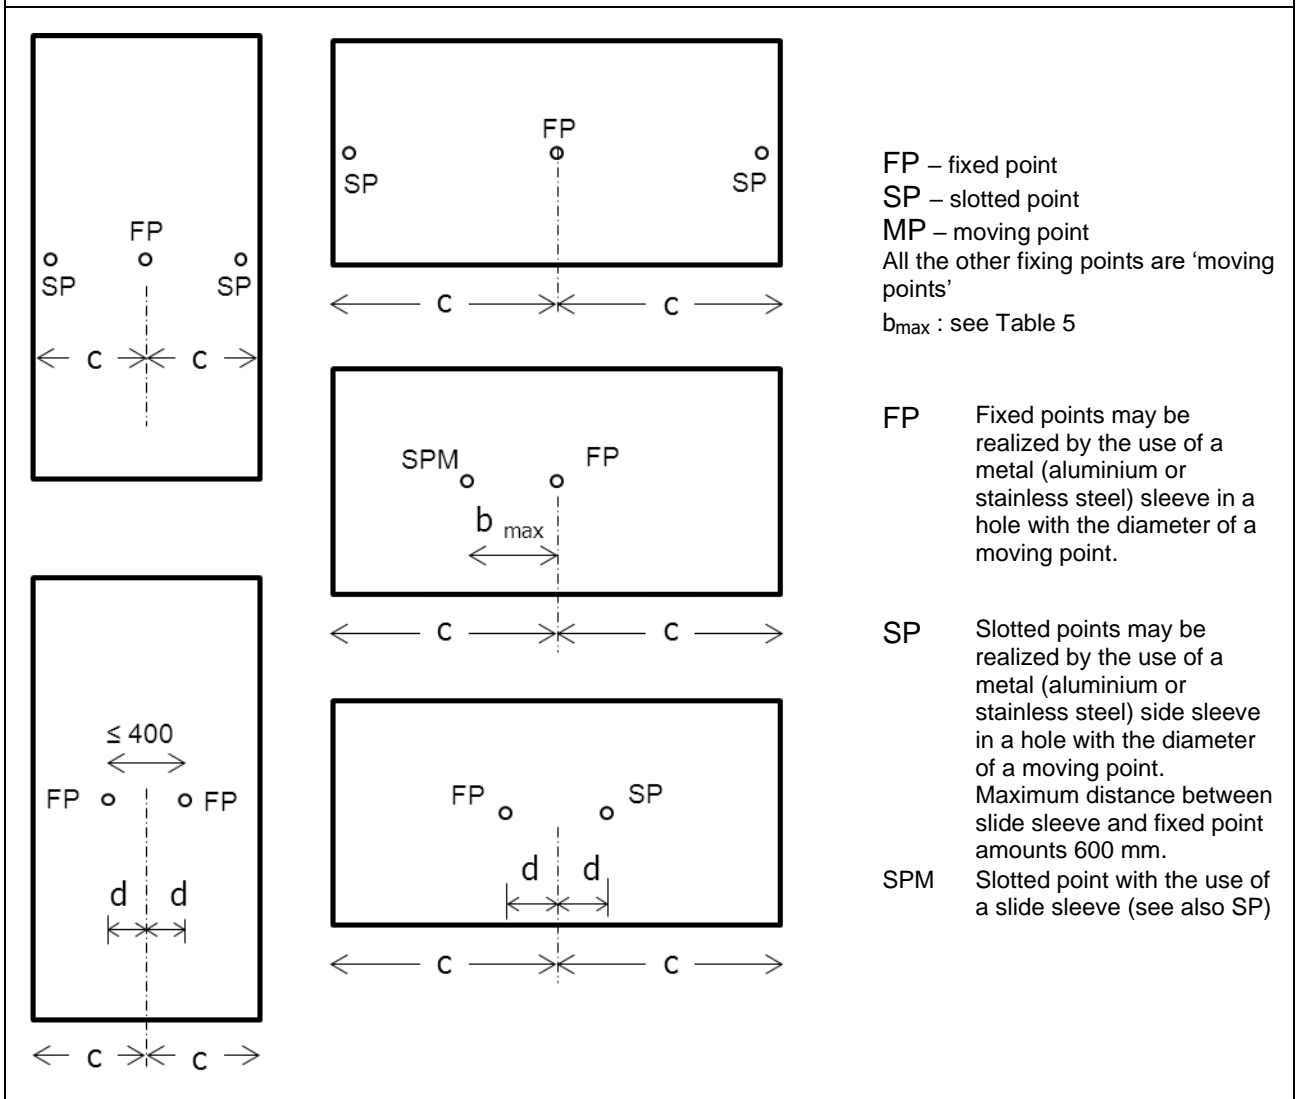 FP
SP
SP
c
c
FP
SP
SP
c
c
SPM
FP
b max
c
c
≤ 400
FP
FP
d
d
c
c
FP
SP
d
d
c
c
FP – fixed point
SP – slotted point
MP – moving point
All the other fixing points are ‘moving
points’
bmax : see Table 5
FP Fixed points may be
realized by the use of a
metal (aluminium or
stainless steel) sleeve in a
hole with the diameter of a
moving point.
SP Slotted points may be
realized by the use of a
metal (aluminium or
stainless steel) side sleeve
in a hole with the diameter
of a moving point.
Maximum distance between
slide sleeve and fixed point
amounts 600 mm.
SPM Slotted point with the use of
a slide sleeve (see also SP)